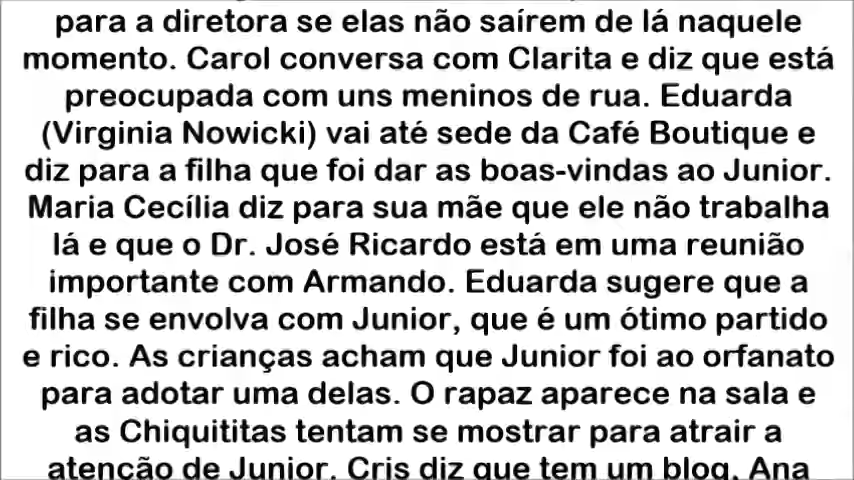 para a diretora se elas não saírem de lá naquele
momento. Carol conversa com Clarita e diz que está
preocupada com uns meninos de rua. Eduarda
(Virginia Nowicki) vai até sede da Café Boutique e
diz para a filha que foi dar as boas-vindas ao Junior.
Maria Cecília diz para sua mãe que ele não trabalha
lá e que o Dr. José Ricardo está em uma reunião
importante com Armando. Eduarda sugere que a
filha se envolva com Junior, que é um ótimo partido
e rico. As crianças acham que Junior foi ao orfanato
para adotar uma delas. O rapaz aparece na sala e
as Chiquititas tentam se mostrar para atrair a
atenção de Junior. Cris diz que tem um blog, Ana